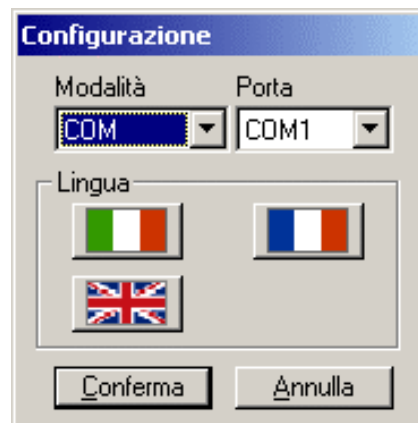 Configurazione
Modalità Porta
COM COM1
Lingua
Conferma Annulla